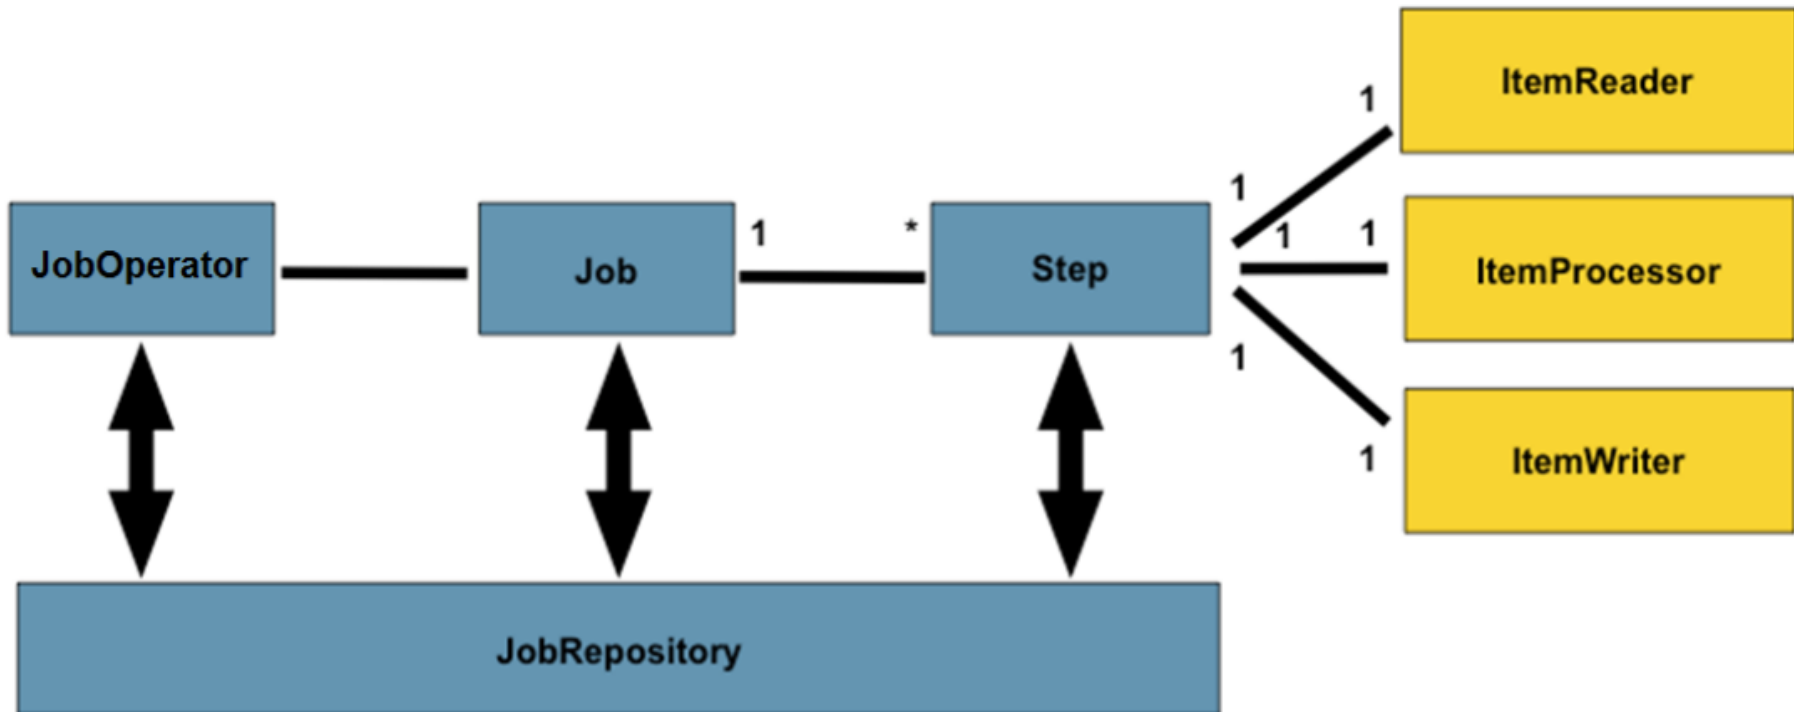 ItemReader
1
1
JobOperator
Job
1
*
Step
1
1
ItemProcessor
1
1
ItemWriter
JobRepository